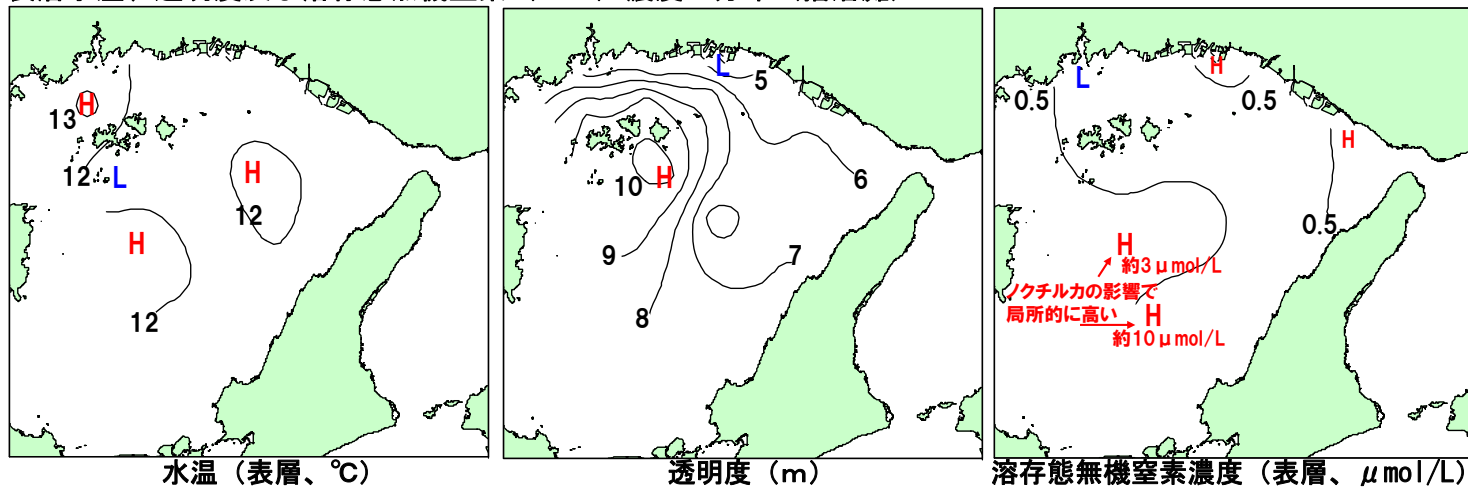 H
13
12
L
H
12
H
12
L
5
10
H
6
9
7
8
L
H
0.5
0.5
H
0.5
H
約3μmol/L
ノクチルカの影響で
局所的に高い
H
約10μmol/L
水温（表層、℃）
透明度（m）
溶存態無機窒素濃度（表層、μmol/L）